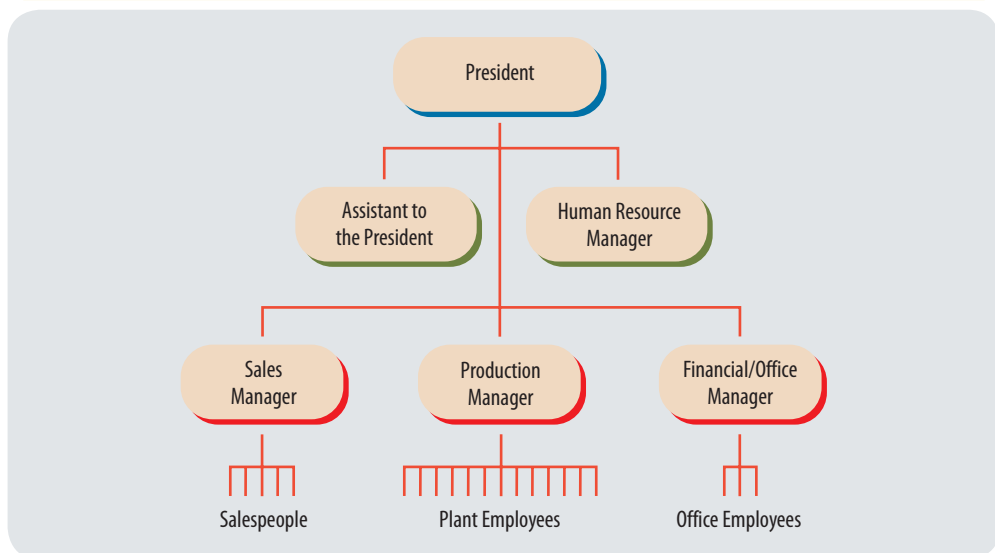 President
Assistant to
the President
Human Resource
Manager
Sales
Manager
Production
Manager
Financial/Office
Manager
Salespeople
Plant Employees
Office Employees